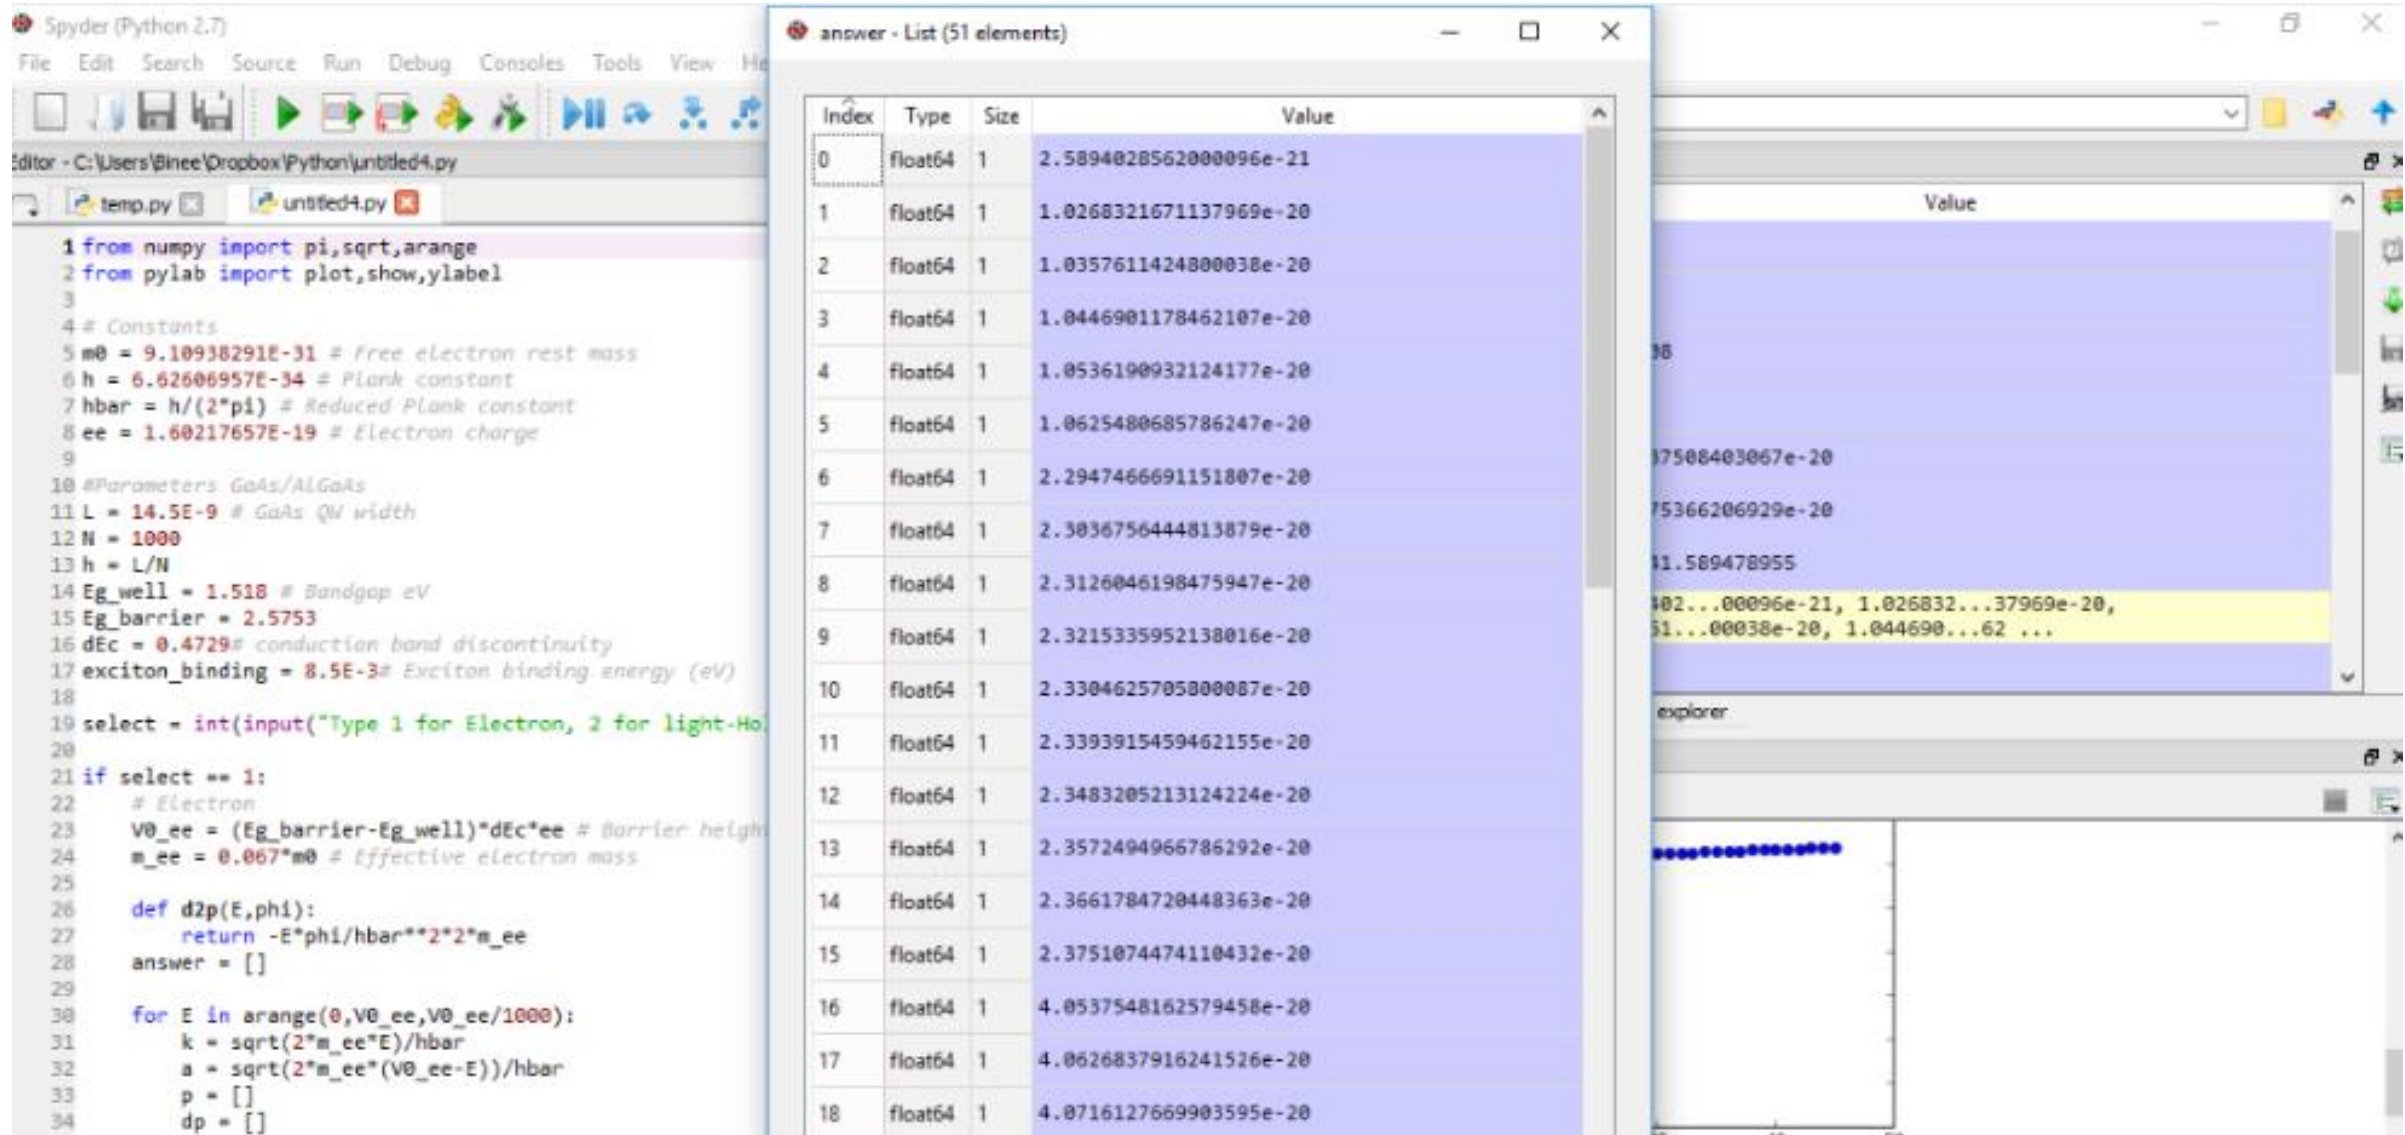 Spyder (Python 2.7)
File Edit Search Source Run Debug Consoles Tools View He
Editor - C:\Users\Binee\Dropbox\Python\untitled4.py
temp.py
untitled4.py
1 from numpy import pi,sqrt,arange
2 from pylab import plot,show,ylabel
3
4 # Constants
5 m0 = 9.10938291E-31 # Free electron rest mass
6 h = 6.62606957E-34 # Plank constant
7 hbar = h/(2*pi) # Reduced Plank constant
8 ee = 1.60217657E-19 # Electron charge
9
10 #Parameters GaAs/AlGaAs
11 L = 14.5E-9 # GaAs QW width
12 N = 1000
13 h = L/N
14 Eg_well = 1.518 # Bandgap eV
15 Eg_barrier = 2.5753
16 dEc = 0.4729# conduction band discontinuity
17 exciton_binding = 8.5E-3# Exciton binding energy (eV)
18
19 select = int(input("Type 1 for Electron, 2 for light-Ho
20
21 if select == 1:
22 # Electron
23 V0_ee = (Eg_barrier-Eg_well)*dEc*ee # Barrier heigh
24 m_ee = 0.067*m0 # Effective electron mass
25
26 def d2p(E,phi):
27 return -E*phi/hbar**2*2*m_ee
28 answer = []
29
30 for E in arange(0,V0_ee,V0_ee/1000):
31 k = sqrt(2*m_ee*E)/hbar
32 a = sqrt(2*m_ee*(V0_ee-E))/hbar
33 p = []
34 dp = []
answer - List (51 elements)
Index Type Size Value
0 float64 1 2.5894028562000096e-21
1 float64 1 1.0268321671137969e-20
2 float64 1 1.0357611424800038e-20
3 float64 1 1.0446901178462107e-20
4 float64 1 1.0536190932124177e-20
5 float64 1 1.0625480685786247e-20
6 float64 1 2.2947466691151807e-20
7 float64 1 2.3036756444813879e-20
8 float64 1 2.3126046198475947e-20
9 float64 1 2.3215335952138016e-20
10 float64 1 2.3304625705800087e-20
11 float64 1 2.3393915459462155e-20
12 float64 1 2.3483205213124224e-20
13 float64 1 2.3572494966786292e-20
14 float64 1 2.3661784720448363e-20
15 float64 1 2.3751074474110432e-20
16 float64 1 4.0537548162579458e-20
17 float64 1 4.0626837916241526e-20
18 float64 1 4.0716127669903595e-20
Value
37508403067e-20
75366206929e-20
41.589478955
402...00096e-21, 1.026832...37969e-20,
61...00038e-20, 1.044690...62 ...
explorer